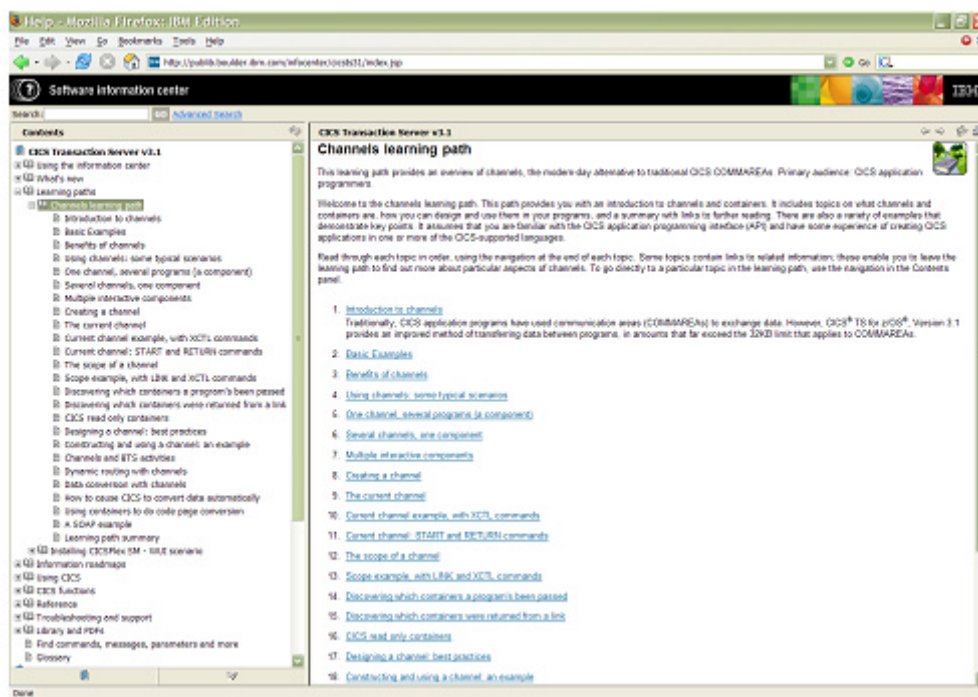 Help - Mozilla Firefox: IBM Edition
File Edit View Go Bookmarks Tools Help
http://publib.boulder.ibm.com/infocenter/cicsts31/index.jsp
Go
Software information center
IBM
Search:
GO
Advanced Search
Contents
CICS Transaction Server v3.1
Using the information center
What's new
Learning paths
Channels learning path
Introduction to channels
Basic Examples
Benefits of channels
Using channels: some typical scenarios
One channel, several programs (a component)
Several channels, one component
Multiple interactive components
Creating a channel
The current channel
Current channel example, with XCTL commands
Current channel: START and RETURN commands
The scope of a channel
Scope example, with LINK and XCTL commands
Discovering which containers a program's been passed
Discovering which containers were returned from a link
CICS read only containers
Designing a channel: best practices
Constructing and using a channel: an example
Channels and BTS activities
Dynamic routing with channels
Data conversion with channels
How to cause CICS to convert data automatically
Using containers to do code page conversion
A SOAP example
Learning path summary
Installing CICSPlex SM - WUI scenario
Information roadmaps
Using CICS
CICS functions
Reference
Troubleshooting and support
Library and PDFs
Find commands, messages, parameters and more
Glossary
CICS Transaction Server v3.1
Channels learning path
This learning path provides an overview of channels, the modern-day alternative to traditional CICS COMMAREAs. Primary audience: CICS application
programmers.
Welcome to the channels learning path. This path provides you with an introduction to channels and containers. It includes topics on what channels and
containers are, how you can design and use them in your programs, and a summary with links to further reading. There are also a variety of examples that
demonstrate key points. It assumes that you are familiar with the CICS application programming interface (API) and have some experience of creating CICS
applications in one or more of the CICS-supported languages.
Read through each topic in order, using the navigation at the end of each topic. Some topics contain links to related information; these enable you to leave the
learning path to find out more about particular aspects of channels. To go directly to a particular topic in the learning path, use the navigation in the Contents
panel.
1. Introduction to channels
Traditionally, CICS application programs have used communication areas (COMMAREAs) to exchange data. However, CICS® TS for z/OS®, Version 3.1
provides an improved method of transferring data between programs, in amounts that far exceed the 32KB limit that applies to COMMAREAs.
2. Basic Examples
3. Benefits of channels
4. Using channels: some typical scenarios
5. One channel, several programs (a component)
6. Several channels, one component
7. Multiple interactive components
8. Creating a channel
9. The current channel
10. Current channel example, with XCTL commands
11. Current channel: START and RETURN commands
12. The scope of a channel
13. Scope example, with LINK and XCTL commands
14. Discovering which containers a program's been passed
15. Discovering which containers were returned from a link
16. CICS read only containers
17. Designing a channel: best practices
18. Constructing and using a channel: an example
Done